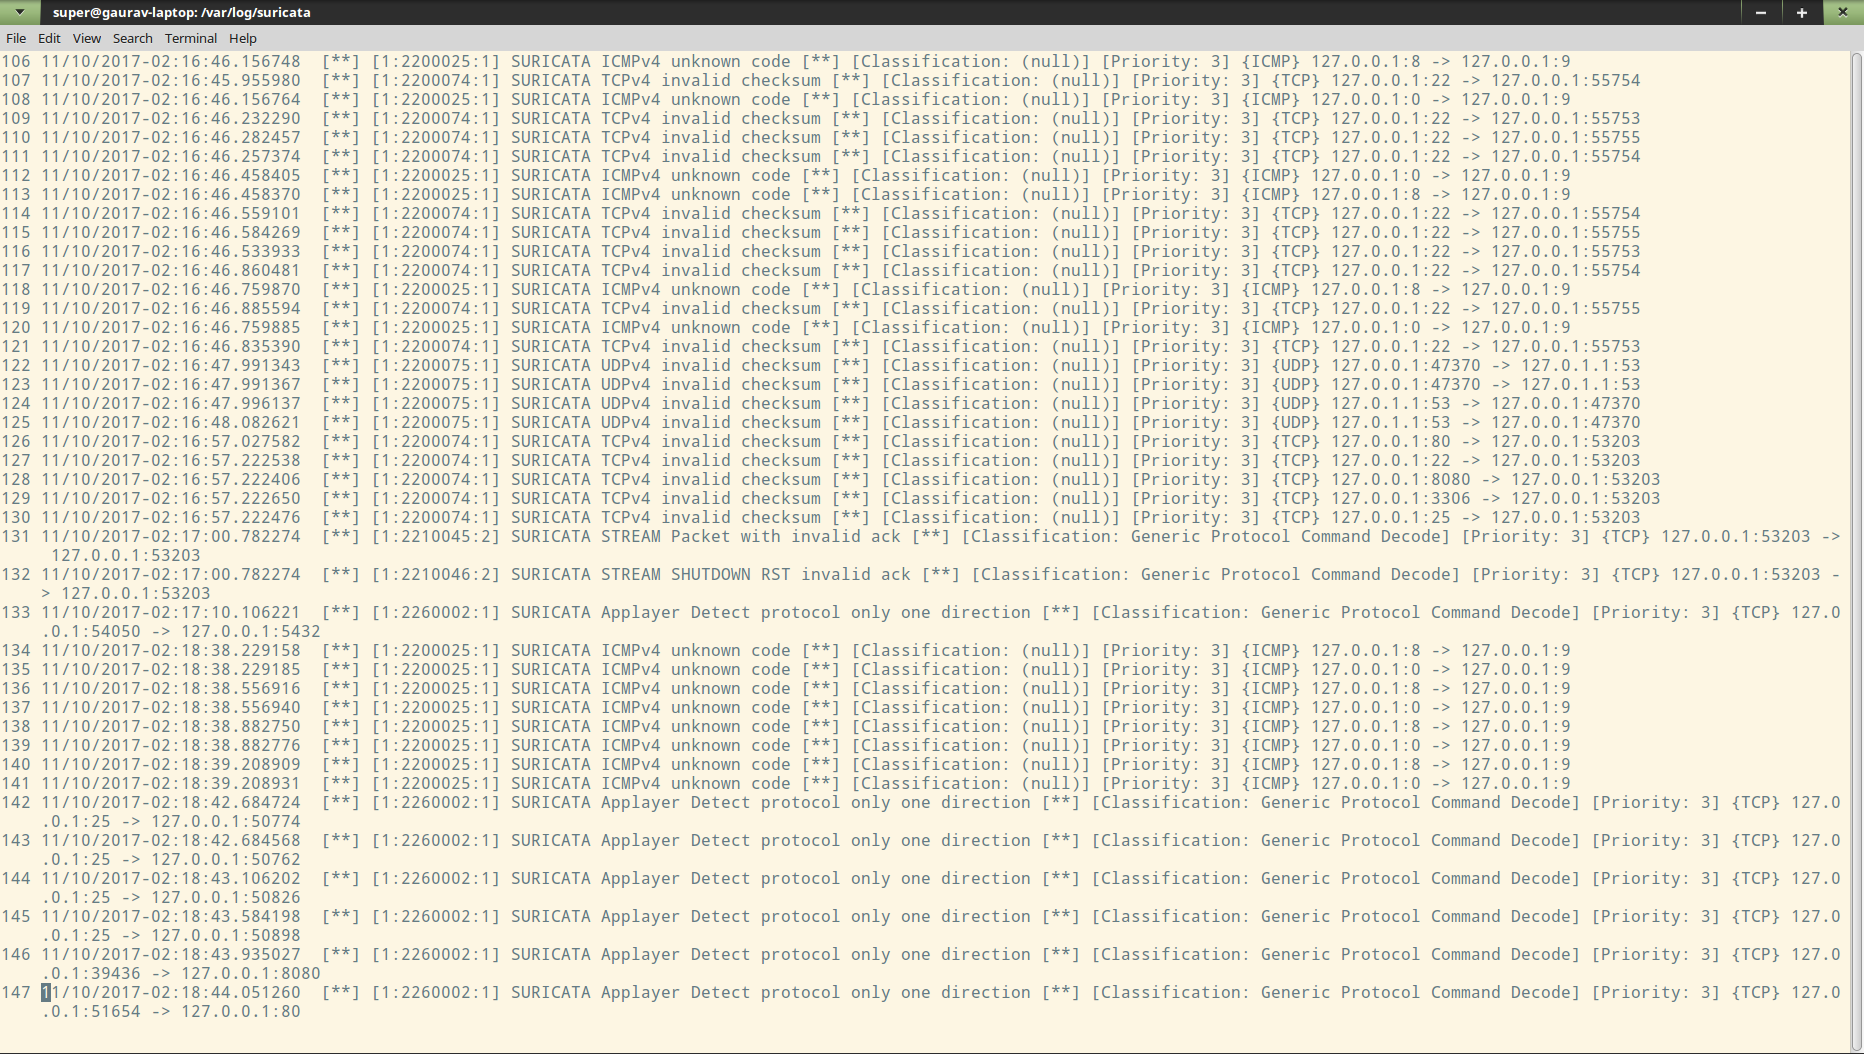 super@gaurav-laptop: /var/log/suricata
File Edit View Search Terminal Help
106 11/10/2017-02:16:46.156748  [**] [1:2200025:1] SURICATA ICMPv4 unknown code [**] [Classification: (null)] [Priority: 3] {ICMP} 127.0.0.1:8 -> 127.0.0.1:9
107 11/10/2017-02:16:45.955980  [**] [1:2200074:1] SURICATA TCPv4 invalid checksum [**] [Classification: (null)] [Priority: 3] {TCP} 127.0.0.1:22 -> 127.0.0.1:55754
108 11/10/2017-02:16:46.156764  [**] [1:2200025:1] SURICATA ICMPv4 unknown code [**] [Classification: (null)] [Priority: 3] {ICMP} 127.0.0.1:0 -> 127.0.0.1:9
109 11/10/2017-02:16:46.232290  [**] [1:2200074:1] SURICATA TCPv4 invalid checksum [**] [Classification: (null)] [Priority: 3] {TCP} 127.0.0.1:22 -> 127.0.0.1:55753
110 11/10/2017-02:16:46.282457  [**] [1:2200074:1] SURICATA TCPv4 invalid checksum [**] [Classification: (null)] [Priority: 3] {TCP} 127.0.0.1:22 -> 127.0.0.1:55755
111 11/10/2017-02:16:46.257374  [**] [1:2200074:1] SURICATA TCPv4 invalid checksum [**] [Classification: (null)] [Priority: 3] {TCP} 127.0.0.1:22 -> 127.0.0.1:55754
112 11/10/2017-02:16:46.458405  [**] [1:2200025:1] SURICATA ICMPv4 unknown code [**] [Classification: (null)] [Priority: 3] {ICMP} 127.0.0.1:0 -> 127.0.0.1:9
113 11/10/2017-02:16:46.458370  [**] [1:2200025:1] SURICATA ICMPv4 unknown code [**] [Classification: (null)] [Priority: 3] {ICMP} 127.0.0.1:8 -> 127.0.0.1:9
114 11/10/2017-02:16:46.559101  [**] [1:2200074:1] SURICATA TCPv4 invalid checksum [**] [Classification: (null)] [Priority: 3] {TCP} 127.0.0.1:22 -> 127.0.0.1:55754
115 11/10/2017-02:16:46.584269  [**] [1:2200074:1] SURICATA TCPv4 invalid checksum [**] [Classification: (null)] [Priority: 3] {TCP} 127.0.0.1:22 -> 127.0.0.1:55755
116 11/10/2017-02:16:46.533933  [**] [1:2200074:1] SURICATA TCPv4 invalid checksum [**] [Classification: (null)] [Priority: 3] {TCP} 127.0.0.1:22 -> 127.0.0.1:55753
117 11/10/2017-02:16:46.860481  [**] [1:2200074:1] SURICATA TCPv4 invalid checksum [**] [Classification: (null)] [Priority: 3] {TCP} 127.0.0.1:22 -> 127.0.0.1:55754
118 11/10/2017-02:16:46.759870  [**] [1:2200025:1] SURICATA ICMPv4 unknown code [**] [Classification: (null)] [Priority: 3] {ICMP} 127.0.0.1:8 -> 127.0.0.1:9
119 11/10/2017-02:16:46.885594  [**] [1:2200074:1] SURICATA TCPv4 invalid checksum [**] [Classification: (null)] [Priority: 3] {TCP} 127.0.0.1:22 -> 127.0.0.1:55755
120 11/10/2017-02:16:46.759885  [**] [1:2200025:1] SURICATA ICMPv4 unknown code [**] [Classification: (null)] [Priority: 3] {ICMP} 127.0.0.1:0 -> 127.0.0.1:9
121 11/10/2017-02:16:46.835390  [**] [1:2200074:1] SURICATA TCPv4 invalid checksum [**] [Classification: (null)] [Priority: 3] {TCP} 127.0.0.1:22 -> 127.0.0.1:55753
122 11/10/2017-02:16:47.991343  [**] [1:2200075:1] SURICATA UDPv4 invalid checksum [**] [Classification: (null)] [Priority: 3] {UDP} 127.0.0.1:47370 -> 127.0.1.1:53
123 11/10/2017-02:16:47.991367  [**] [1:2200075:1] SURICATA UDPv4 invalid checksum [**] [Classification: (null)] [Priority: 3] {UDP} 127.0.0.1:47370 -> 127.0.1.1:53
124 11/10/2017-02:16:47.996137  [**] [1:2200075:1] SURICATA UDPv4 invalid checksum [**] [Classification: (null)] [Priority: 3] {UDP} 127.0.1.1:53 -> 127.0.0.1:47370
125 11/10/2017-02:16:48.082621  [**] [1:2200075:1] SURICATA UDPv4 invalid checksum [**] [Classification: (null)] [Priority: 3] {UDP} 127.0.1.1:53 -> 127.0.0.1:47370
126 11/10/2017-02:16:57.027582  [**] [1:2200074:1] SURICATA TCPv4 invalid checksum [**] [Classification: (null)] [Priority: 3] {TCP} 127.0.0.1:80 -> 127.0.0.1:53203
127 11/10/2017-02:16:57.222538  [**] [1:2200074:1] SURICATA TCPv4 invalid checksum [**] [Classification: (null)] [Priority: 3] {TCP} 127.0.0.1:22 -> 127.0.0.1:53203
128 11/10/2017-02:16:57.222406  [**] [1:2200074:1] SURICATA TCPv4 invalid checksum [**] [Classification: (null)] [Priority: 3] {TCP} 127.0.0.1:8080 -> 127.0.0.1:53203
129 11/10/2017-02:16:57.222650  [**] [1:2200074:1] SURICATA TCPv4 invalid checksum [**] [Classification: (null)] [Priority: 3] {TCP} 127.0.0.1:3306 -> 127.0.0.1:53203
130 11/10/2017-02:16:57.222476  [**] [1:2200074:1] SURICATA TCPv4 invalid checksum [**] [Classification: (null)] [Priority: 3] {TCP} 127.0.0.1:25 -> 127.0.0.1:53203
131 11/10/2017-02:17:00.782274  [**] [1:2210045:2] SURICATA STREAM Packet with invalid ack [**] [Classification: Generic Protocol Command Decode] [Priority: 3] {TCP} 127.0.0.1:53203 ->
127.0.0.1:53203
132 11/10/2017-02:17:00.782274  [**] [1:2210046:2] SURICATA STREAM SHUTDOWN RST invalid ack [**] [Classification: Generic Protocol Command Decode] [Priority: 3] {TCP} 127.0.0.1:53203 -
> 127.0.0.1:53203
133 11/10/2017-02:17:10.106221  [**] [1:2260002:1] SURICATA Applayer Detect protocol only one direction [**] [Classification: Generic Protocol Command Decode] [Priority: 3] {TCP} 127.0
.0.1:54050 -> 127.0.0.1:5432
134 11/10/2017-02:18:38.229158  [**] [1:2200025:1] SURICATA ICMPv4 unknown code [**] [Classification: (null)] [Priority: 3] {ICMP} 127.0.0.1:8 -> 127.0.0.1:9
135 11/10/2017-02:18:38.229185  [**] [1:2200025:1] SURICATA ICMPv4 unknown code [**] [Classification: (null)] [Priority: 3] {ICMP} 127.0.0.1:0 -> 127.0.0.1:9
136 11/10/2017-02:18:38.556916  [**] [1:2200025:1] SURICATA ICMPv4 unknown code [**] [Classification: (null)] [Priority: 3] {ICMP} 127.0.0.1:8 -> 127.0.0.1:9
137 11/10/2017-02:18:38.556940  [**] [1:2200025:1] SURICATA ICMPv4 unknown code [**] [Classification: (null)] [Priority: 3] {ICMP} 127.0.0.1:0 -> 127.0.0.1:9
138 11/10/2017-02:18:38.882750  [**] [1:2200025:1] SURICATA ICMPv4 unknown code [**] [Classification: (null)] [Priority: 3] {ICMP} 127.0.0.1:8 -> 127.0.0.1:9
139 11/10/2017-02:18:38.882776  [**] [1:2200025:1] SURICATA ICMPv4 unknown code [**] [Classification: (null)] [Priority: 3] {ICMP} 127.0.0.1:0 -> 127.0.0.1:9
140 11/10/2017-02:18:39.208909  [**] [1:2200025:1] SURICATA ICMPv4 unknown code [**] [Classification: (null)] [Priority: 3] {ICMP} 127.0.0.1:8 -> 127.0.0.1:9
141 11/10/2017-02:18:39.208931  [**] [1:2200025:1] SURICATA ICMPv4 unknown code [**] [Classification: (null)] [Priority: 3] {ICMP} 127.0.0.1:0 -> 127.0.0.1:9
142 11/10/2017-02:18:42.684724  [**] [1:2260002:1] SURICATA Applayer Detect protocol only one direction [**] [Classification: Generic Protocol Command Decode] [Priority: 3] {TCP} 127.0
.0.1:25 -> 127.0.0.1:50774
143 11/10/2017-02:18:42.684568  [**] [1:2260002:1] SURICATA Applayer Detect protocol only one direction [**] [Classification: Generic Protocol Command Decode] [Priority: 3] {TCP} 127.0
.0.1:25 -> 127.0.0.1:50762
144 11/10/2017-02:18:43.106202  [**] [1:2260002:1] SURICATA Applayer Detect protocol only one direction [**] [Classification: Generic Protocol Command Decode] [Priority: 3] {TCP} 127.0
.0.1:25 -> 127.0.0.1:50826
145 11/10/2017-02:18:43.584198  [**] [1:2260002:1] SURICATA Applayer Detect protocol only one direction [**] [Classification: Generic Protocol Command Decode] [Priority: 3] {TCP} 127.0
.0.1:25 -> 127.0.0.1:50898
146 11/10/2017-02:18:43.935027  [**] [1:2260002:1] SURICATA Applayer Detect protocol only one direction [**] [Classification: Generic Protocol Command Decode] [Priority: 3] {TCP} 127.0
.0.1:39436 -> 127.0.0.1:8080
147 11/10/2017-02:18:44.051260  [**] [1:2260002:1] SURICATA Applayer Detect protocol only one direction [**] [Classification: Generic Protocol Command Decode] [Priority: 3] {TCP} 127.0
.0.1:51654 -> 127.0.0.1:80